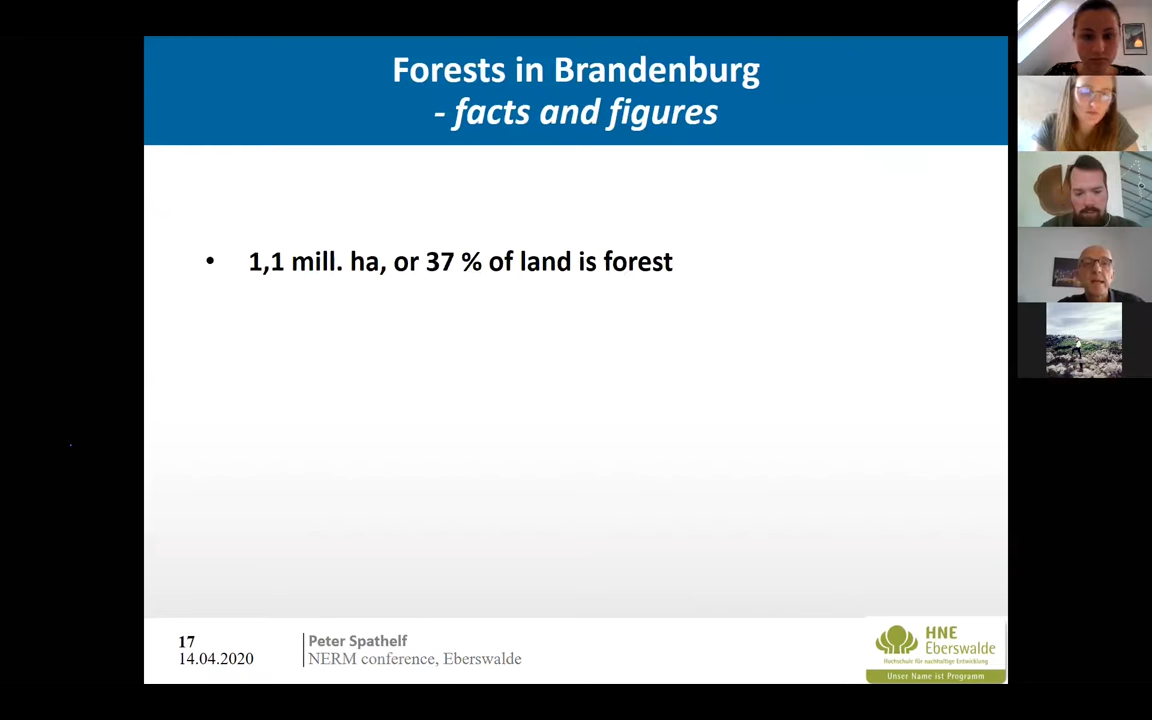 Forests in Brandenburg
- facts and figures
• 1,1 mill. ha, or 37 % of land is forest
17
14.04.2020
Peter Spathelf
NERM conference, Eberswalde
HNE
Eberswalde
Hochschule für nachhaltige Entwicklung
Unser Name ist Programm